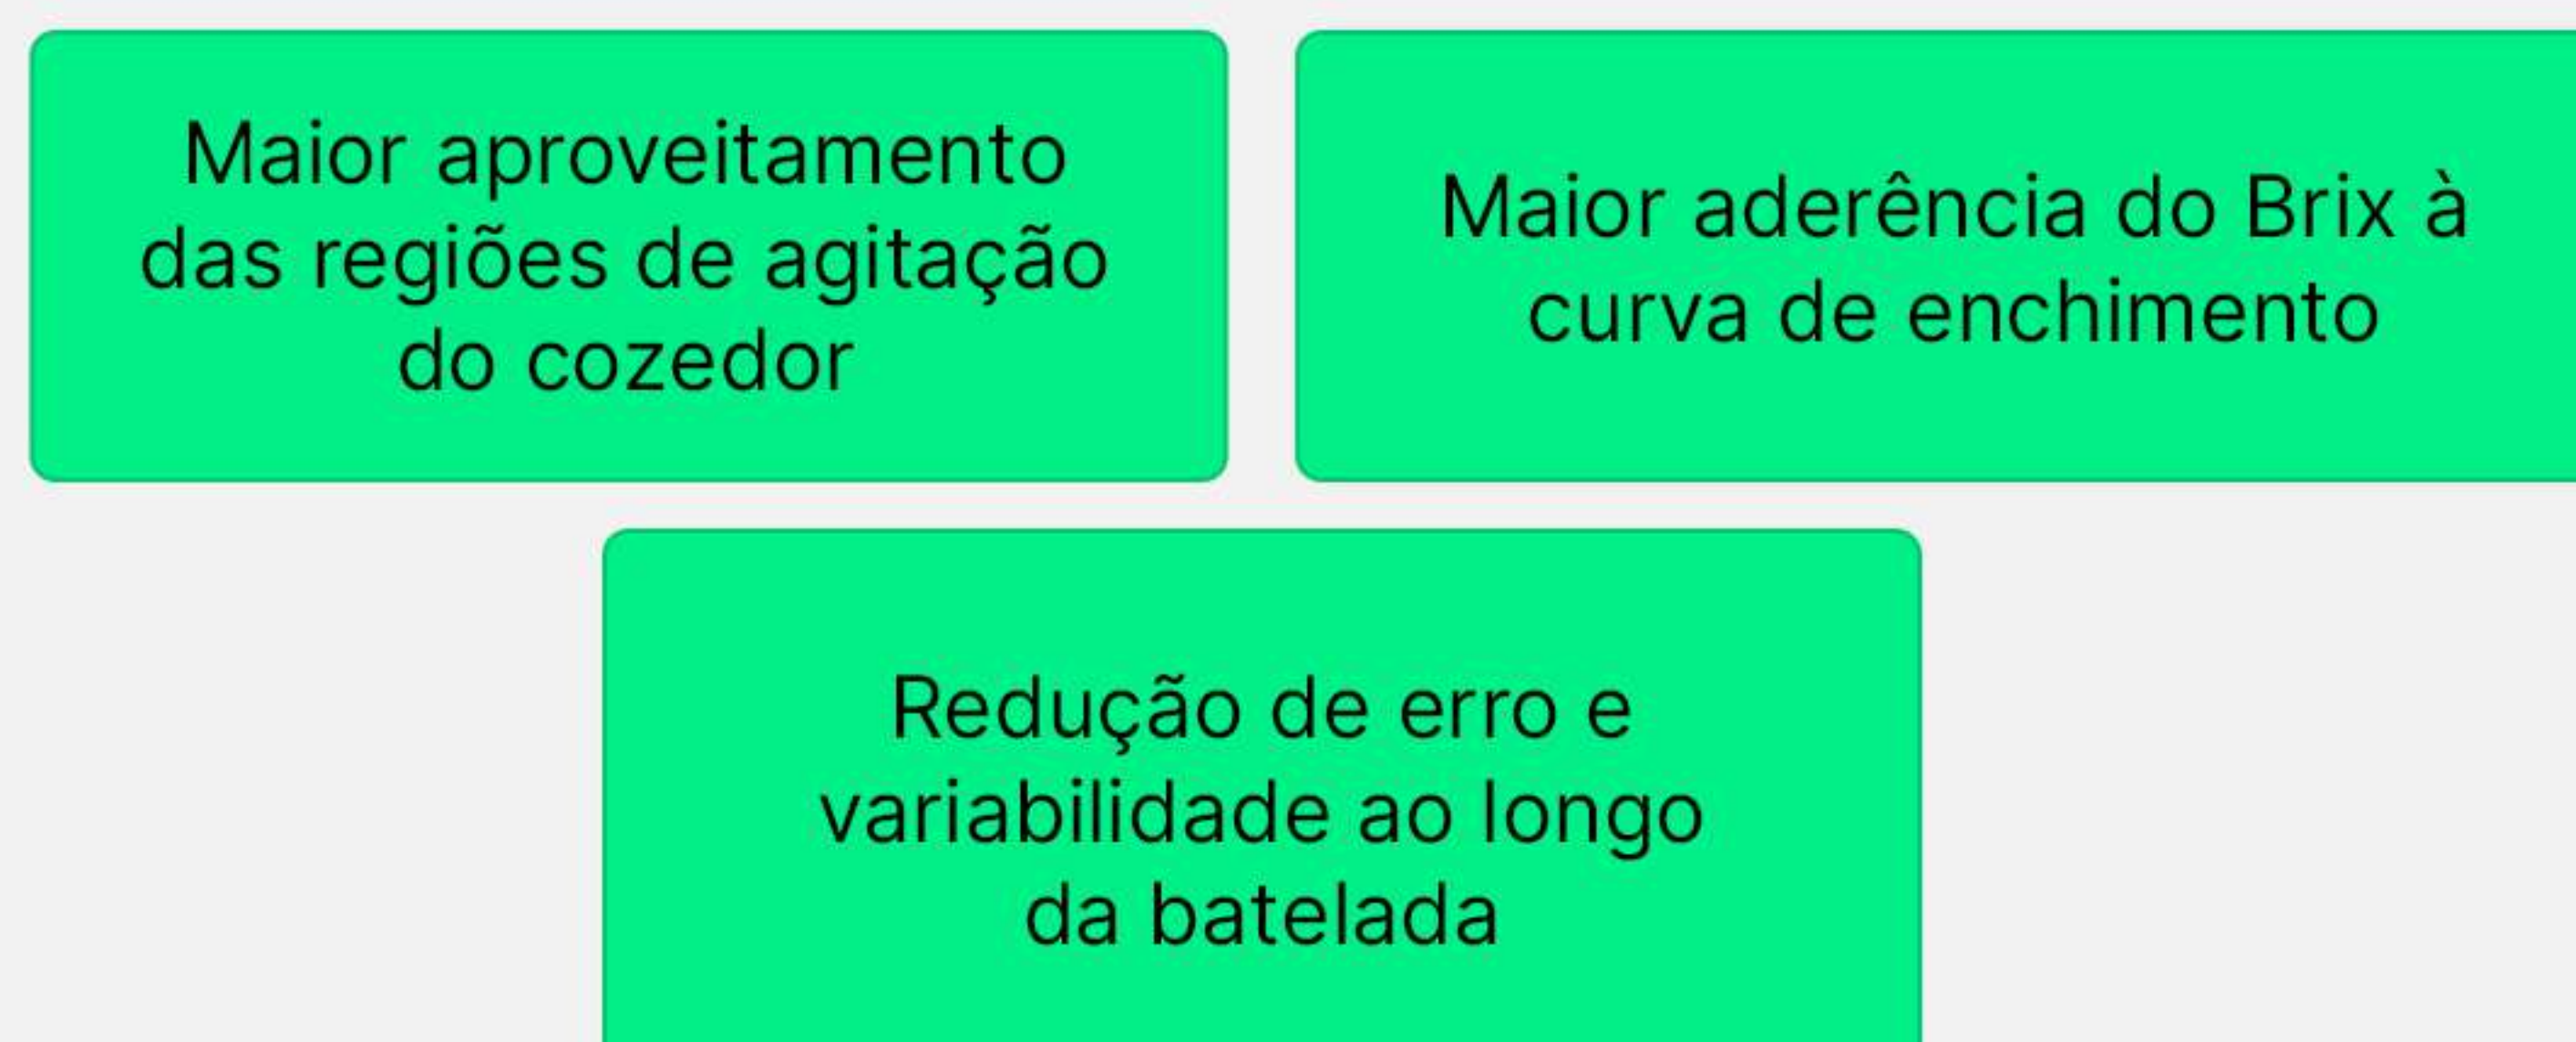 Maior aproveitamento
das regiões de agitação
do cozedor
Maior aderência do Brix à
curva de enchimento
Redução de erro e
variabilidade ao longo
da batelada